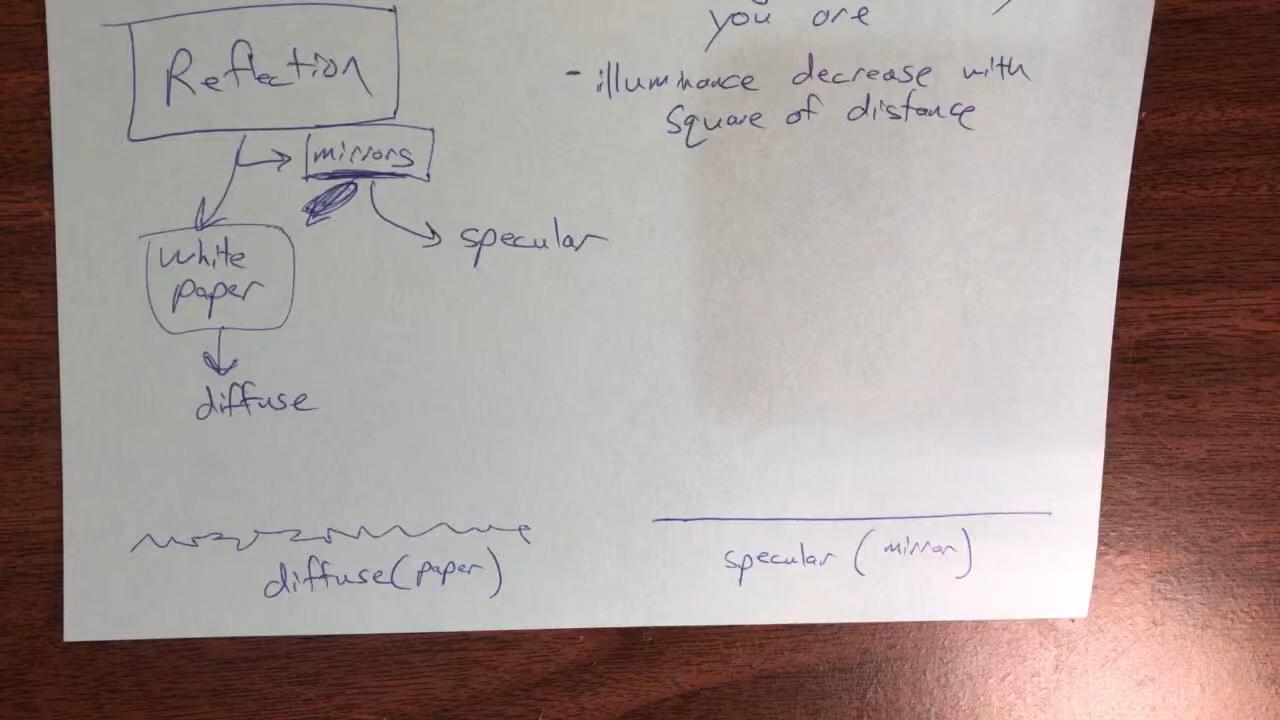 you are
Reflection
- illuminance decrease with
square of distance
mirrors
specular
white
paper
diffuse
diffuse (paper)
specular (mirror)